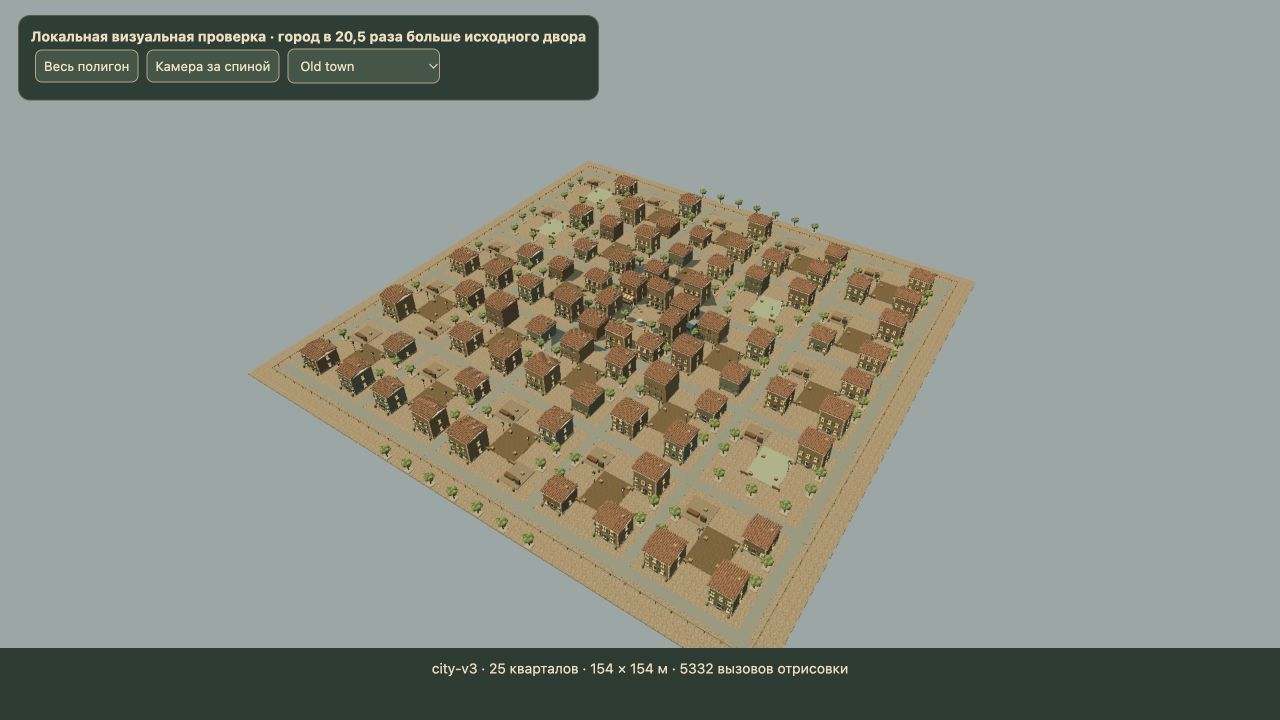 Локальная визуальная проверка · город в 20,5 раза больше исходного двора
Весь полигон Камера за спиной Old town
city-v3 · 25 кварталов · 154 × 154 м · 5332 вызовов отрисовки